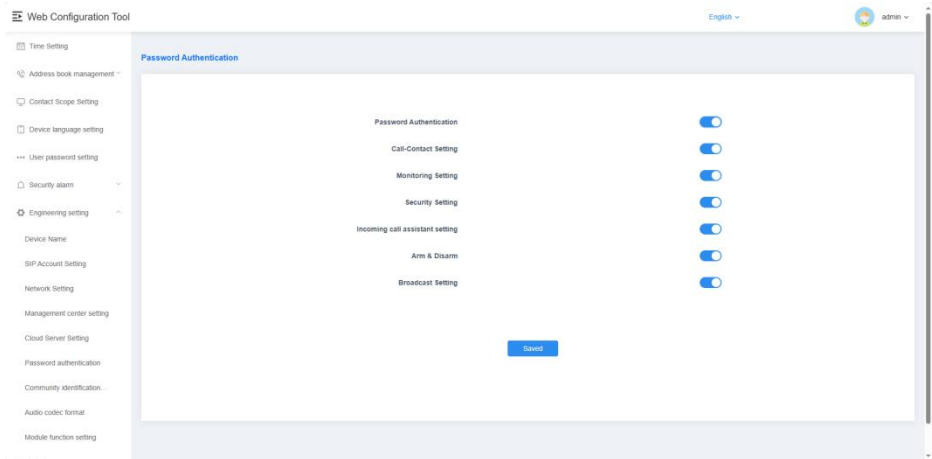 Web Configuration Tool
English
admin
Time Setting
Address book management
Contact Scope Setting
Device language setting
User password setting
Security alarm
Engineering setting
Device Name
SIP Account Setting
Network Setting
Management center setting
Cloud Server Setting
Password authentication
Community identification...
Audio codec format
Module function setting
Password Authentication
Password Authentication
Call-Contact Setting
Monitoring Setting
Security Setting
Incoming call assistant setting
Arm & Disarm
Broadcast Setting
Saved